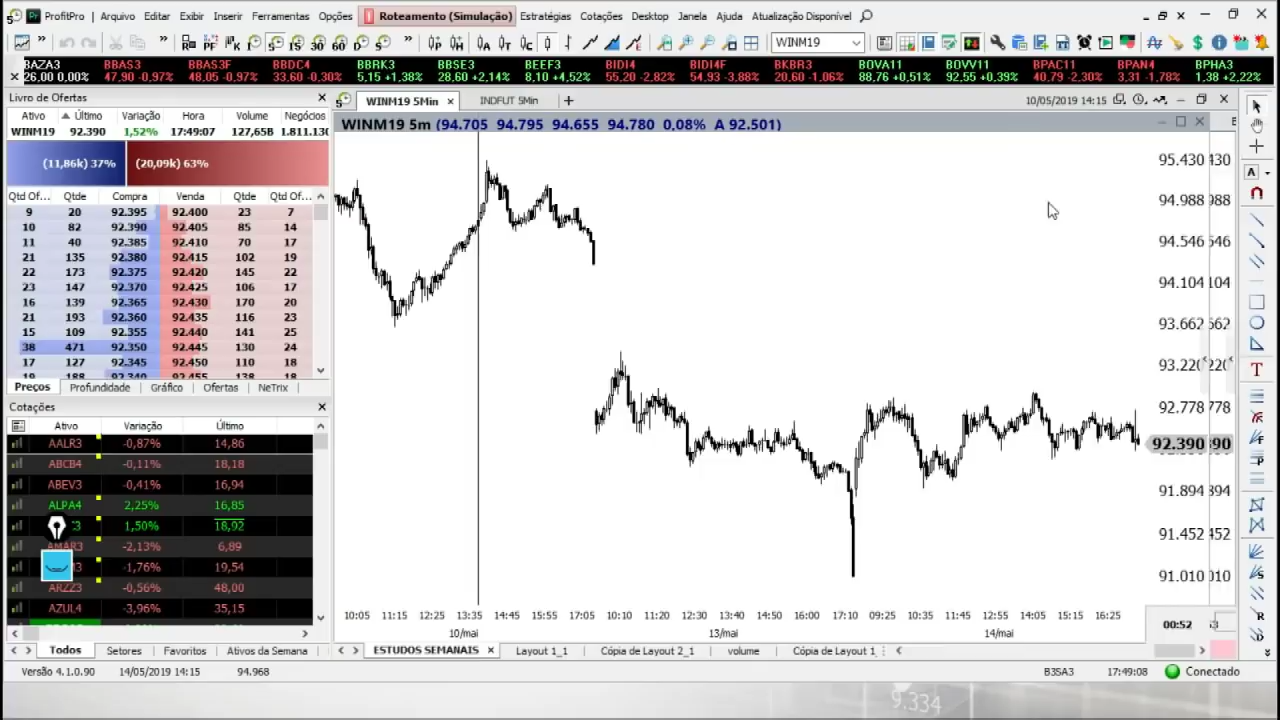 ProfitPro Arquivo Editar Exibir Inserir Ferramentas Opções Roteamento (Simulação) Estratégias Cotações Desktop Janela Ajuda Atualização Disponível
15 30 60 D WINM19
BAZA3 BBAS3 BBAS3F BBDC4 BBRK3 BBSE3 BEEF3 BIDI4 BIDI4F BKBR3 BOVA11 BOVV11 BPAC11 BPAN4 BPHA3
26,00 0,00% 47,90 -0,97% 48,05 -0,97% 33,60 -0,30% 5,15 +1,38% 28,60 +2,14% 8,10 +4,52% 55,20 -2,82% 54,93 -3,88% 20,60 -1,06% 88,76 +0,51% 92,55 +0,39% 40,79 -2,30% 3,31 -1,78% 1,38 +2,22%
Livro de Ofertas
Ativo Último Variação Hora Volume Negócios
WINM19 92.390 1,52% 17:49:07 127,65B 1.811.130
(11,86k) 37% (20,09k) 63%
Qtd Of... Qtde Compra Venda Qtde Qtd Of...
9 20 92.395 92.400 23 7
10 82 92.390 92.405 85 14
11 40 92.385 92.410 70 17
21 135 92.380 92.415 102 19
22 173 92.375 92.420 145 22
23 147 92.370 92.425 106 17
16 139 92.365 92.430 170 20
21 193 92.360 92.435 116 23
15 109 92.355 92.440 141 25
38 471 92.350 92.445 130 24
17 127 92.345 92.450 110 18
19 188 92.340 92.455 138 18
Preços Profundidade Gráfico Ofertas NeTrix
Cotações
Ativo Variação Último
AALR3 -0,87% 14,86
ABCB4 -0,11% 18,18
ABEV3 -0,41% 16,94
ALPA4 2,25% 16,85
1,50% 18,92
AMAR3 -2,13% 6,89
-1,76% 19,54
ARZZ3 -0,56% 48,00
AZUL4 -3,96% 35,15
Todos Setores Favoritos Ativos da Semana
WINM19 5Min INDFUT 5Min 10/05/2019 14:15
WINM19 5m (94.705 94.795 94.655 94.780 0,08% A 92.501)
95.430
94.988
94.546
94.104
93.662
93.220
92.778
92.390
91.894
91.452
91.010
10:05 11:15 12:25 13:35 14:45 15:55 17:05 10:10 11:20 12:30 13:40 14:50 16:00 17:10 09:25 10:35 11:45 12:55 14:05 15:15 16:25
10/mai 13/mai 14/mai
00:52
ESTUDOS SEMANAIS Layout 1_1 Cópia de Layout 2_1 volume Cópia de Layout 1_
Versão 4.1.0.90 14/05/2019 14:15 94.968 B3SA3 17:49:08 Conectado
9.334